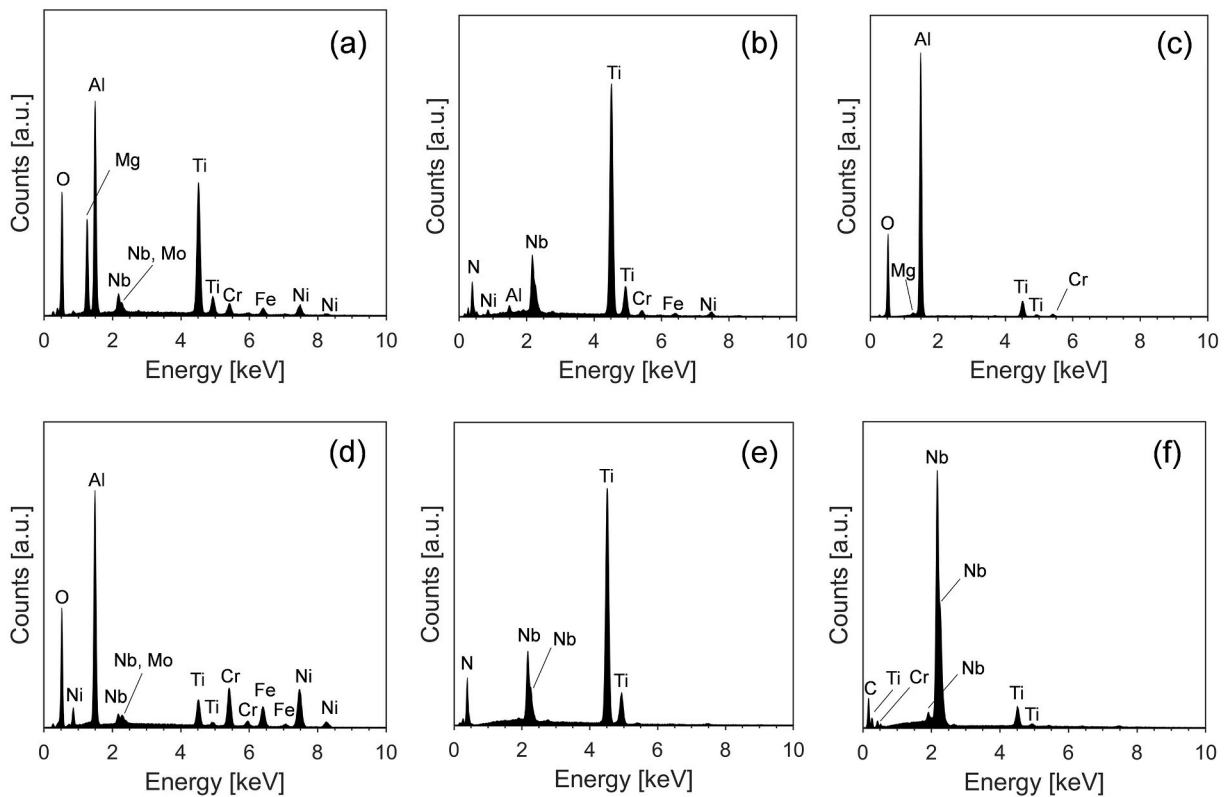 (a)
Counts [a.u.]
O
Mg
Al
Nb
Nb, Mo
Ti
Ti
Cr
Fe
Ni
Ni
0 2 4 6 8 10
Energy [keV]
(b)
Counts [a.u.]
N
Ni
Al
Nb
Ti
Ti
Cr
Fe
Ni
0 2 4 6 8 10
Energy [keV]
(c)
Counts [a.u.]
O
Mg
Al
Ti
Ti
Cr
0 2 4 6 8 10
Energy [keV]
(d)
Counts [a.u.]
O
Ni
Al
Nb
Nb, Mo
Ti
Ti
Cr
Cr
Fe
Fe
Ni
Ni
0 2 4 6 8 10
Energy [keV]
(e)
Counts [a.u.]
N
Nb
Nb
Ti
Ti
0 2 4 6 8 10
Energy [keV]
(f)
Counts [a.u.]
C
Ti
Cr
Nb
Nb
Nb
Ti
Ti
0 2 4 6 8 10
Energy [keV]